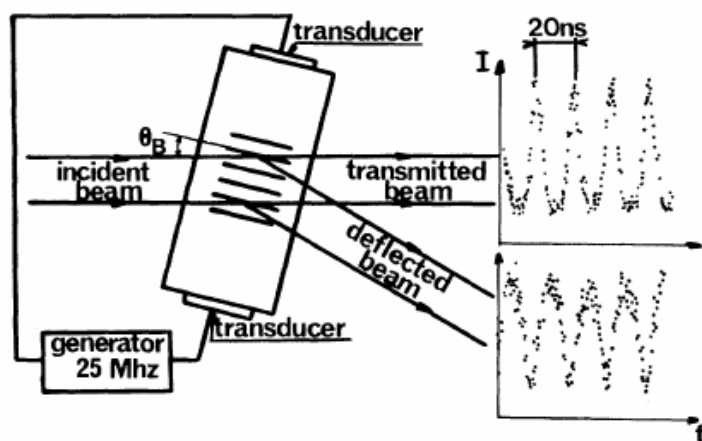 transducer
20ns
I
θB
incident
beam
transmitted
beam
deflected
beam
transducer
generator
25 Mhz
t